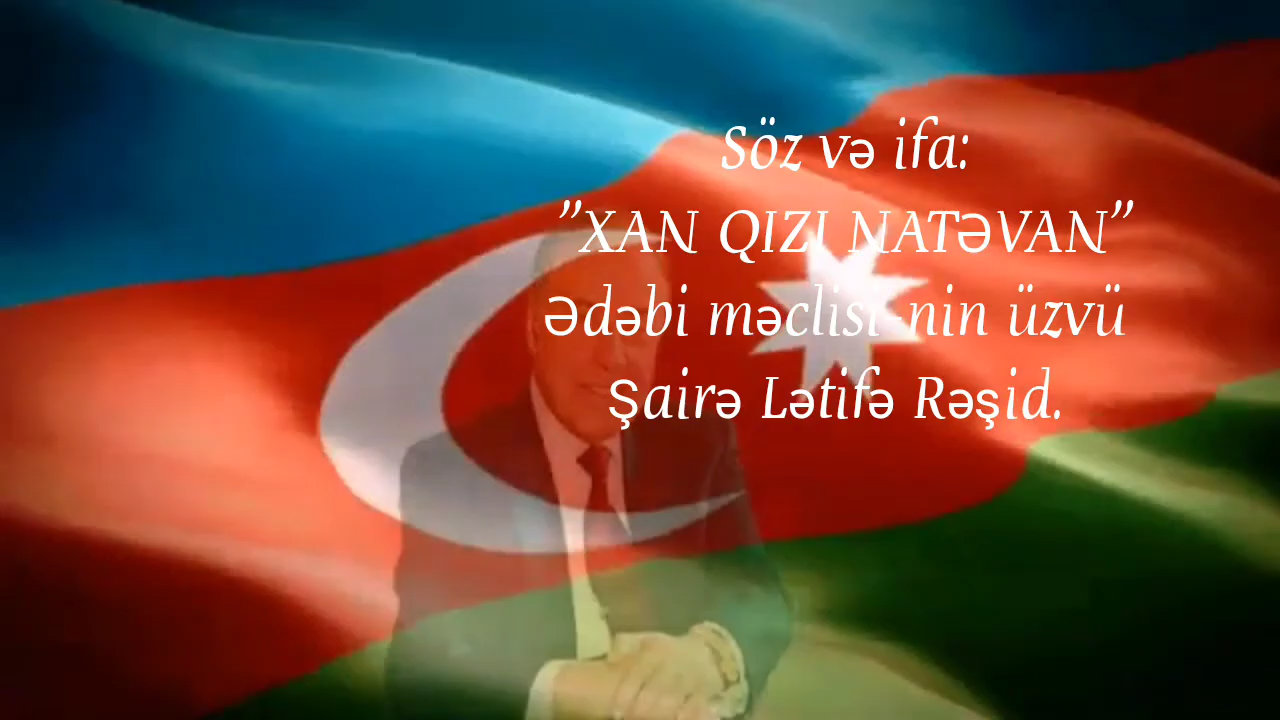 Söz və ifa:
”XAN QIZI NATƏVAN”
Ədəbi məclisi-nin üzvü
Şairə Lətifə Rəşid.